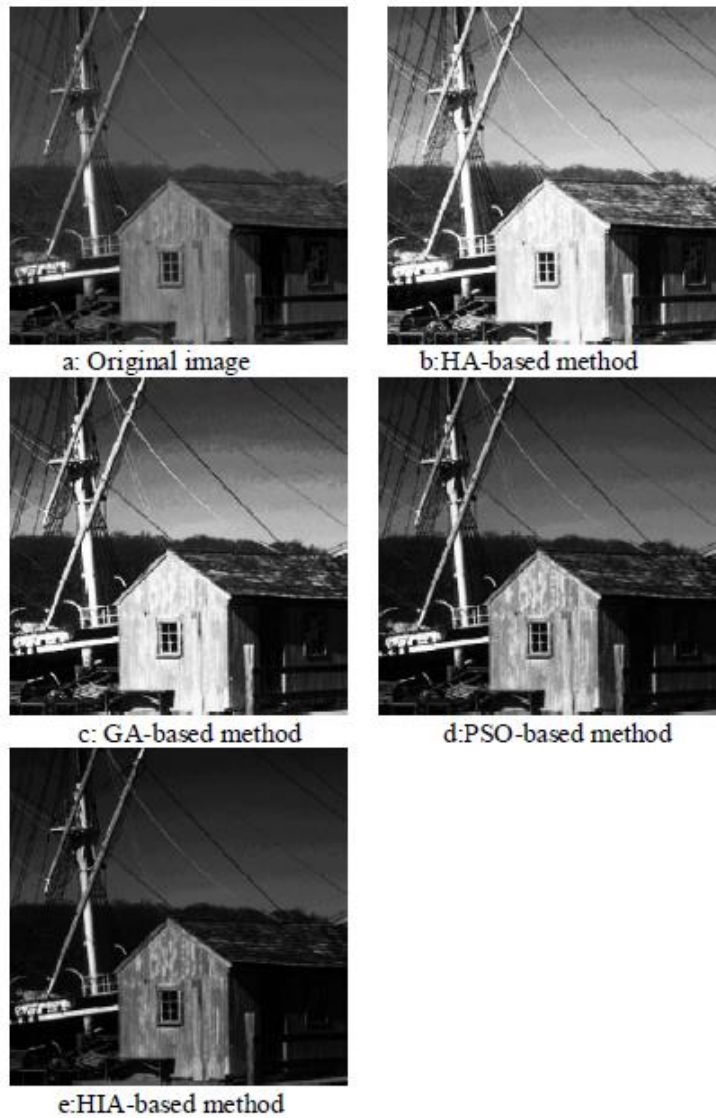 a: Original image
b:HA-based method
c: GA-based method
d:PSO-based method
e:HIA-based method